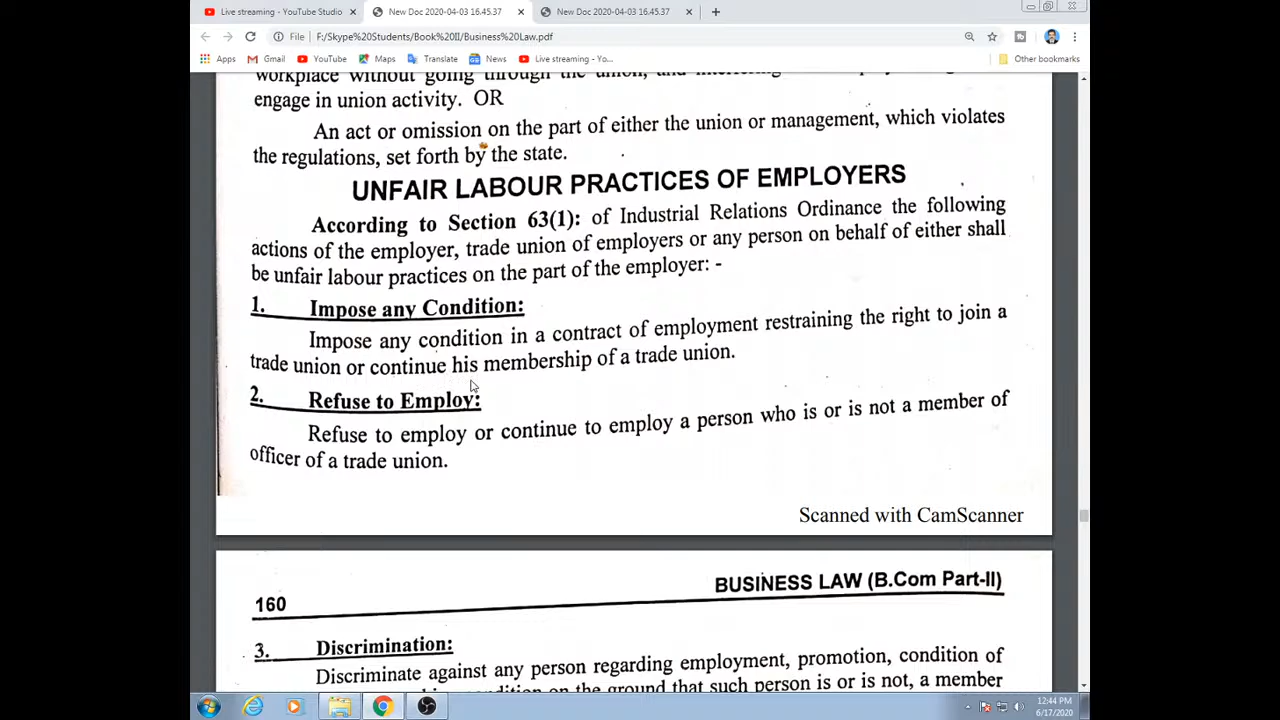 Live streaming - YouTube Studio
New Doc 2020-04-03 16.45.37
New Doc 2020-04-03 16.45.37
File F:/Skype%20Students/Book%20II/Business%20Law.pdf
Apps Gmail YouTube Maps Translate News Live streaming - Yo... Other bookmarks
workplace without going through the union, and
engage in union activity. OR
An act or omission on the part of either the union or management, which violates
the regulations, set forth by the state.
UNFAIR LABOUR PRACTICES OF EMPLOYERS
According to Section 63(1): of Industrial Relations Ordinance the following
actions of the employer, trade union of employers or any person on behalf of either shall
be unfair labour practices on the part of the employer: -
1. Impose any Condition:
Impose any condition in a contract of employment restraining the right to join a
trade union or continue his membership of a trade union.
2. Refuse to Employ:
Refuse to employ or continue to employ a person who is or is not a member of
officer of a trade union.
Scanned with CamScanner
160 BUSINESS LAW (B.Com Part-II)
3. Discrimination:
Discriminate against any person regarding employment, promotion, condition of
on the ground that such person is or is not, a member
12:44 PM
6/17/2020